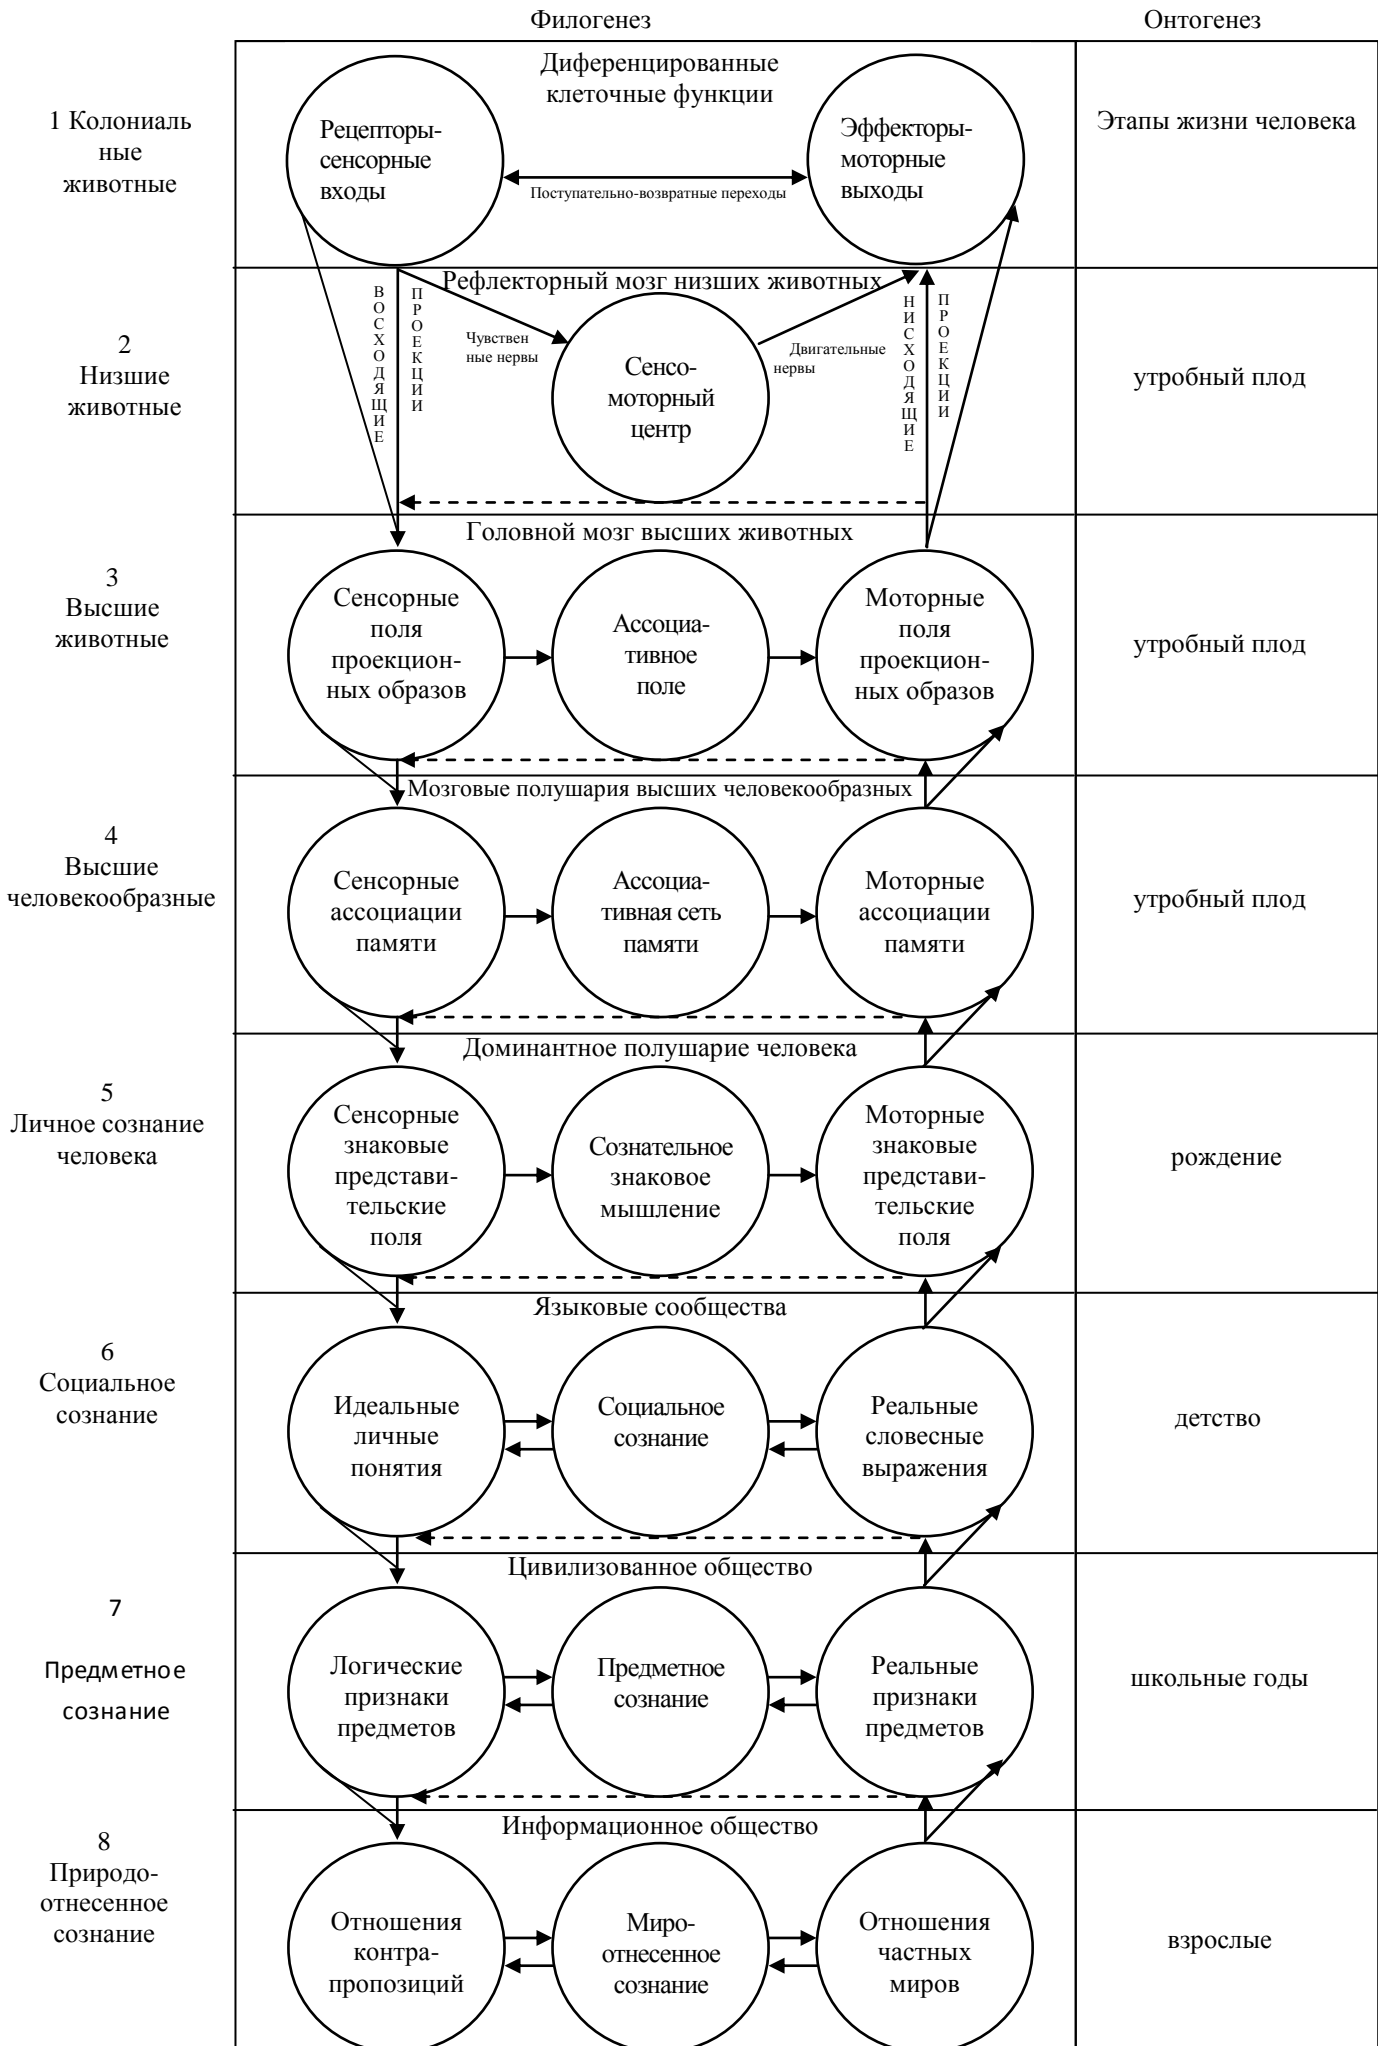 Филогенез
Онтогенез
1 Колониаль
ные
животные
Диференцированные
клеточные функции
Рецепторы-
сенсорные
входы
Поступательно-возвратные переходы
Эффекторы-
моторные
выходы
Этапы жизни человека
2
Низшие
животные
Рефлекторный мозг низших животных
ВОСХОДЯЩИЕ
ПРОЕКЦИИ
Чувствен
ные нервы
Сенсо-
моторный
центр
Двигательные
нервы
НИСХОДЯЩИЕ
ПРОЕКЦИИ
утробный плод
3
Высшие
животные
Головной мозг высших животных
Сенсорные
поля
проекцион-
ных образов
Ассоциа-
тивное
поле
Моторные
поля
проекцион-
ных образов
утробный плод
4
Высшие
человекообразные
Мозговые полушария высших человекообразных
Сенсорные
ассоциации
памяти
Ассоциа-
тивная сеть
памяти
Моторные
ассоциации
памяти
утробный плод
5
Личное сознание
человека
Доминантное полушарие человека
Сенсорные
знаковые
представи-
тельские
поля
Сознательное
знаковое
мышление
Моторные
знаковые
представи-
тельские
поля
рождение
6
Социальное
сознание
Языковые сообщества
Идеальные
личные
понятия
Социальное
сознание
Реальные
словесные
выражения
детство
7
Предметное
сознание
Цивилизованное общество
Логические
признаки
предметов
Предметное
сознание
Реальные
признаки
предметов
школьные годы
8
Природо-
отнесенное
сознание
Информационное общество
Отношения
контра-
пропозиций
Миро-
отнесенное
сознание
Отношения
частных
миров
взрослые